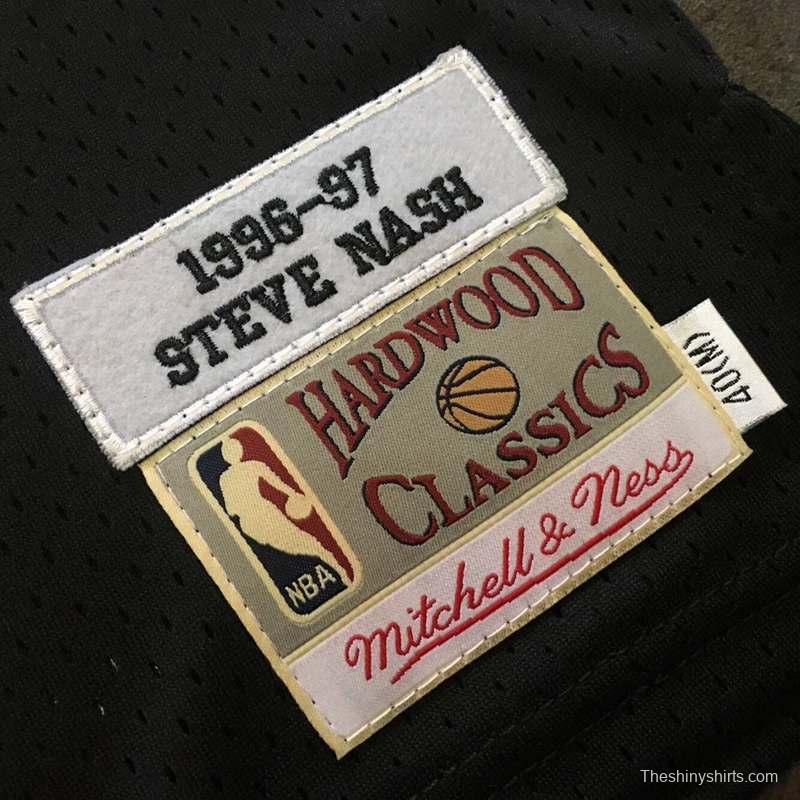 1996-97
STEVE NASH
HARDWOOD
CLASSICS
40(M)
NBA
Mitchell & Ness
Theshinyshirts.com